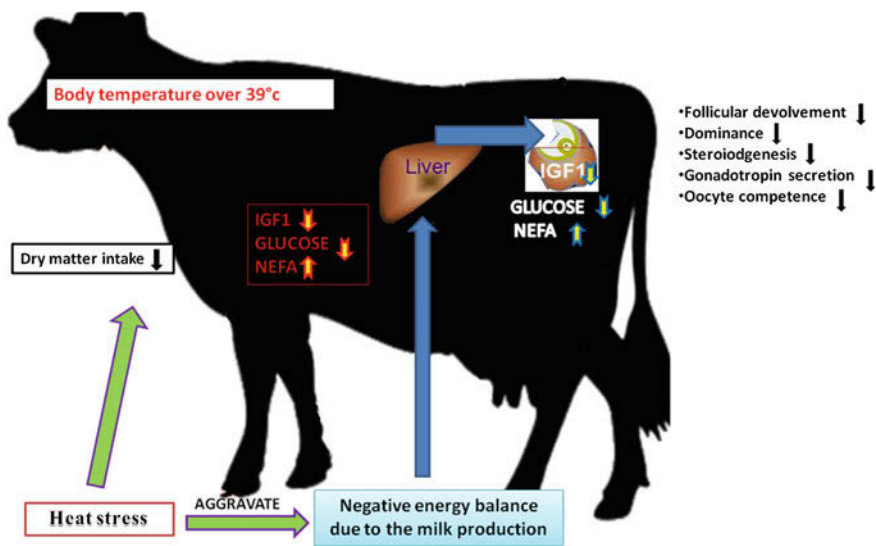 Body temperature over 39°c
Liver
IGF1
GLUCOSE
NEFA
IGF1
GLUCOSE
NEFA
•Follicular devolvement
•Dominance
•Steroiodgenesis
•Gonadotropin secretion
•Oocyte competence
Dry matter intake
Heat stress
AGGRAVATE
Negative energy balance
due to the milk production